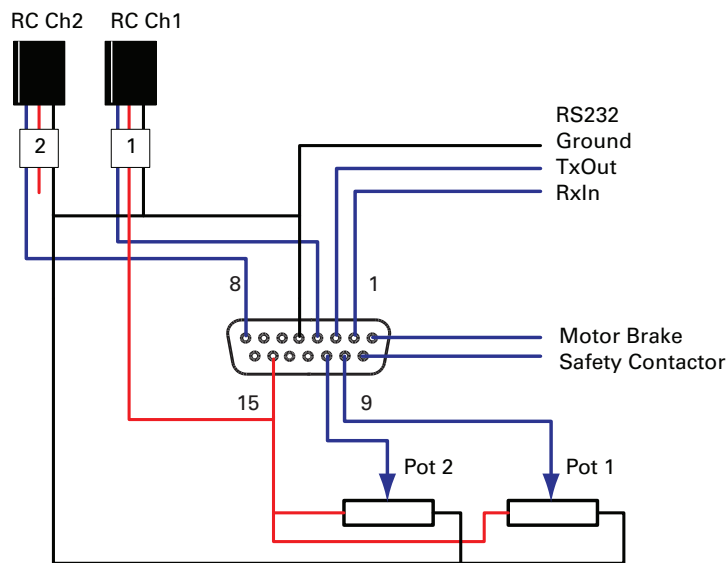 RC Ch2
RC Ch1
2
1
RS232
Ground
TxOut
RxIn
8
1
Motor Brake
Safety Contactor
15
9
Pot 2
Pot 1